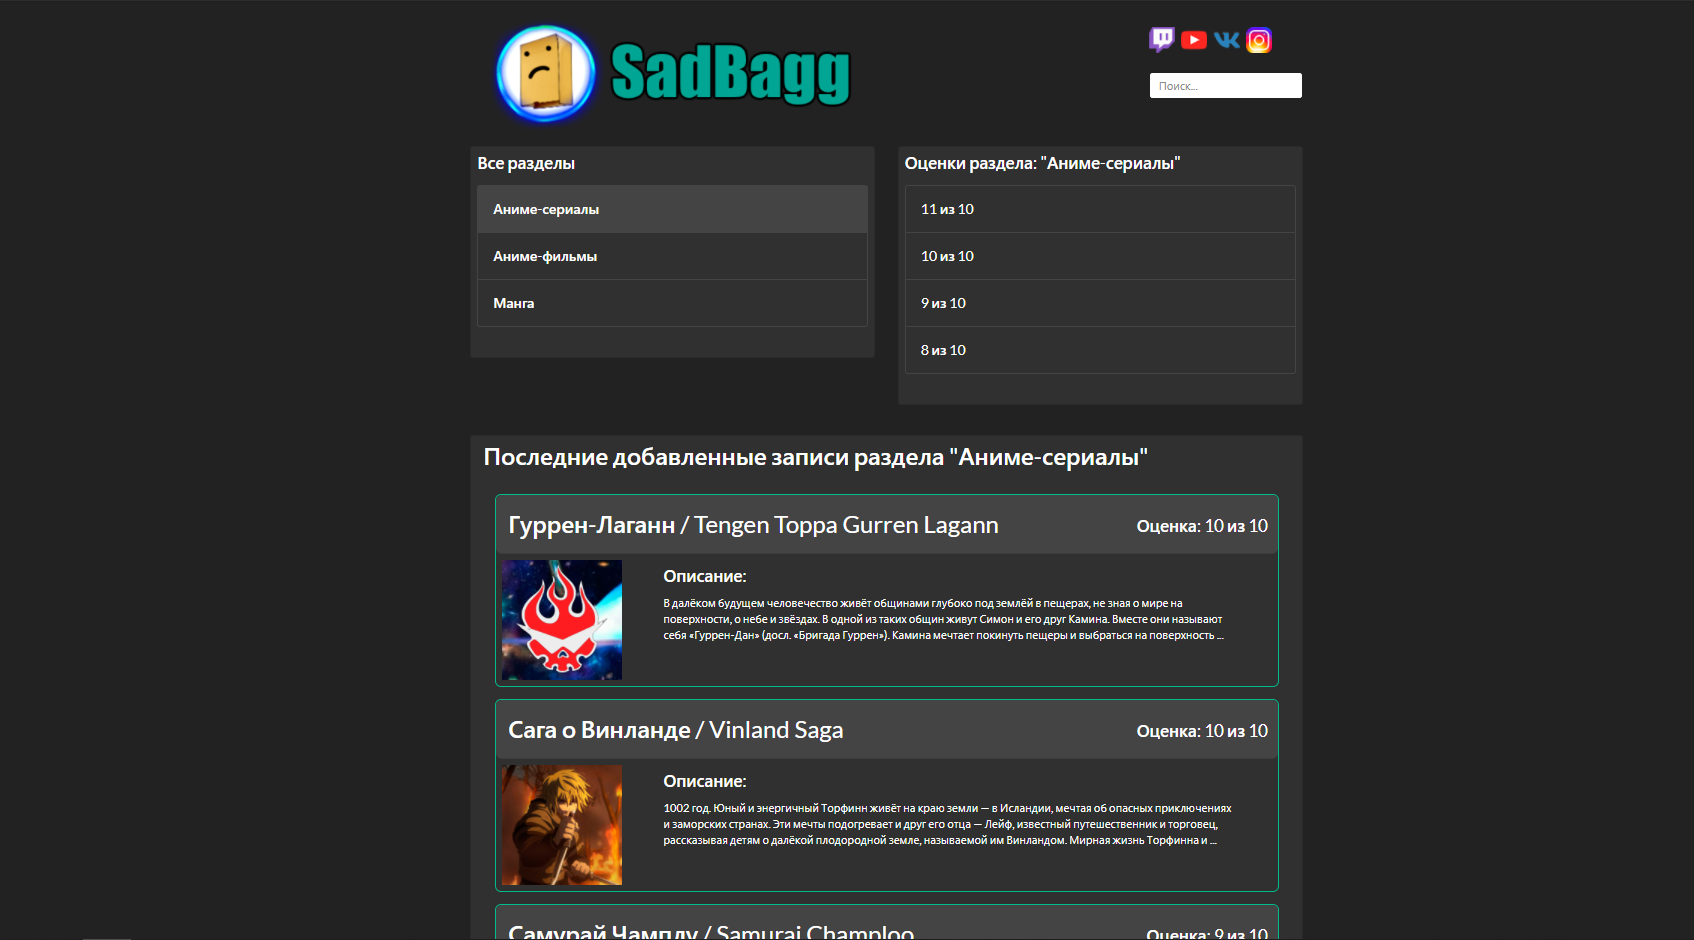 SadBagg
Поиск...
Все разделы
Аниме-сериалы
Аниме-фильмы
Манга
Оценки раздела: "Аниме-сериалы"
11 из 10
10 из 10
9 из 10
8 из 10
Последние добавленные записи раздела "Аниме-сериалы"
Гуррен-Лаганн / Tengen Toppa Gurren Lagann
Оценка: 10 из 10
Описание:
В далёком будущем человечество живёт общинами глубоко под землёй в пещерах, не зная о мире на
поверхности, о небе и звёздах. В одной из таких общин живут Симон и его друг Камина. Вместе они называют
себя «Гуррен-Дан» (досл. «Бригада Гуррен»). Камина мечтает покинуть пещеры и выбраться на поверхность ...
Сага о Винланде / Vinland Saga
Оценка: 10 из 10
Описание:
1002 год. Юный и энергичный Торфинн живёт на краю земли — в Исландии, мечтая об опасных приключениях
и заморских странах. Эти мечты подогревает и друг его отца — Лейф, известный путешественник и торговец,
рассказывая детям о далёкой плодородной земле, называемой им Винландом. Мирная жизнь Торфинна и ...
Самурай Чамплу / Samurai Champloo
Оценка: 9 из 10